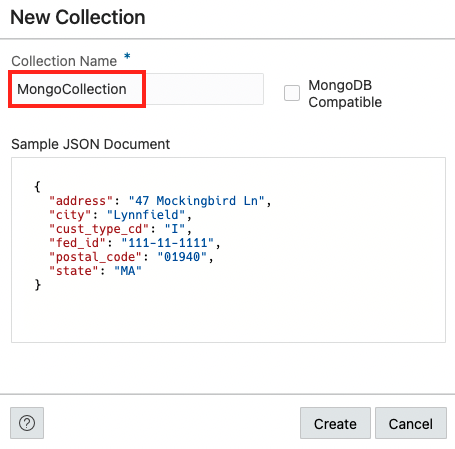 New Collection
Collection Name *
MongoCollection
MongoDB
Compatible
Sample JSON Document
{
"address": "47 Mockingbird Ln",
"city": "Lynnfield",
"cust_type_cd": "I",
"fed_id": "111-11-1111",
"postal_code": "01940",
"state": "MA"
}
? Create Cancel